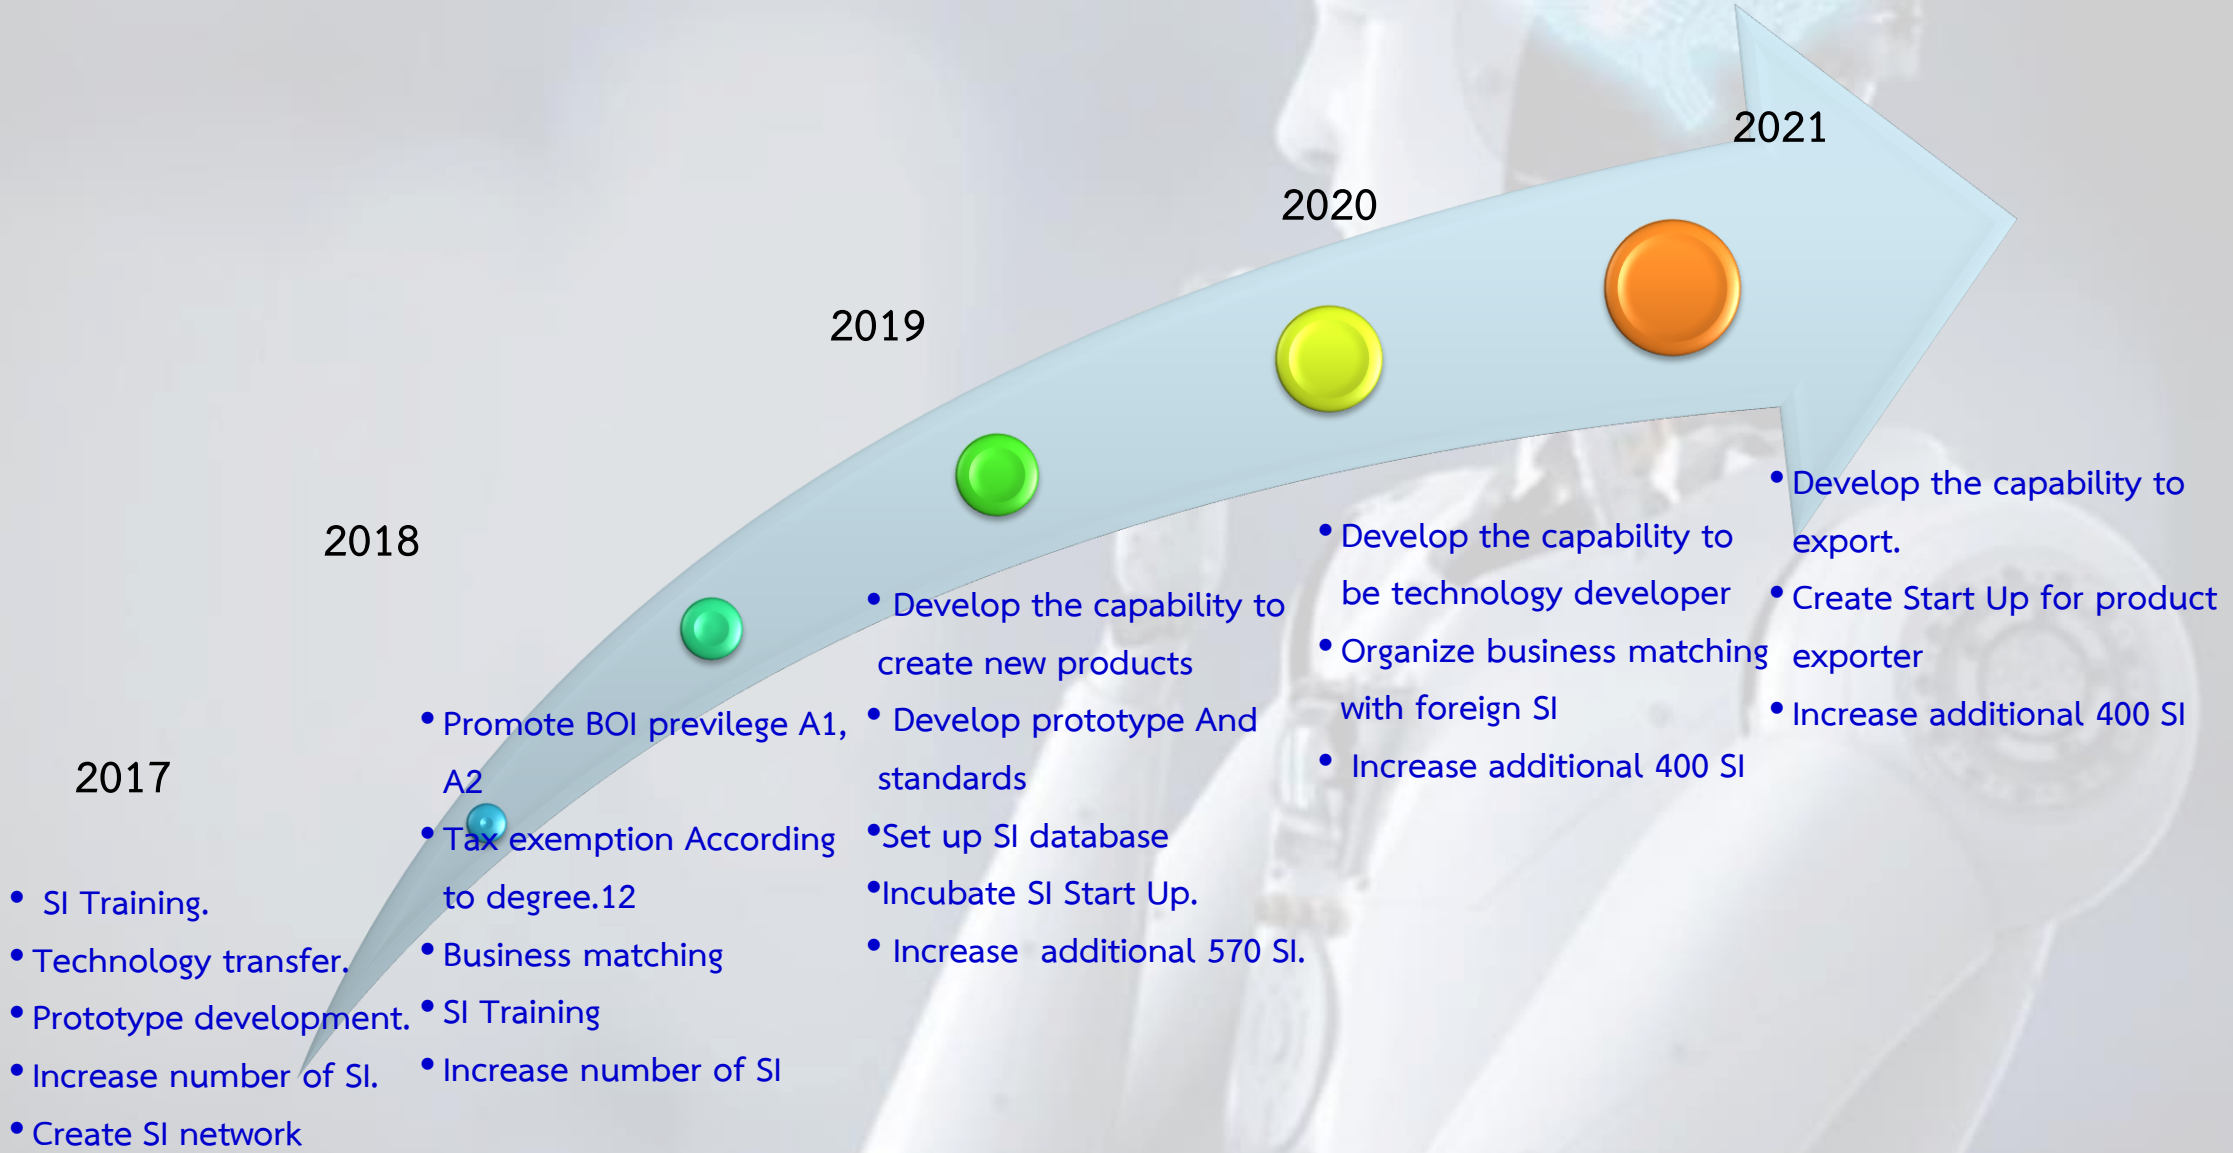 2017
• SI Training.
• Technology transfer.
• Prototype development.
• Increase number of SI.
• Create SI network
2018
• Promote BOI previlege A1,
A2
• Tax exemption According
to degree.12
• Business matching
• SI Training
• Increase number of SI
2019
• Develop the capability to
create new products
• Develop prototype And
standards
•Set up SI database
•Incubate SI Start Up.
• Increase additional 570 SI.
2020
• Develop the capability to
be technology developer
• Organize business matching
with foreign SI
• Increase additional 400 SI
2021
• Develop the capability to
export.
• Create Start Up for product
exporter
• Increase additional 400 SI